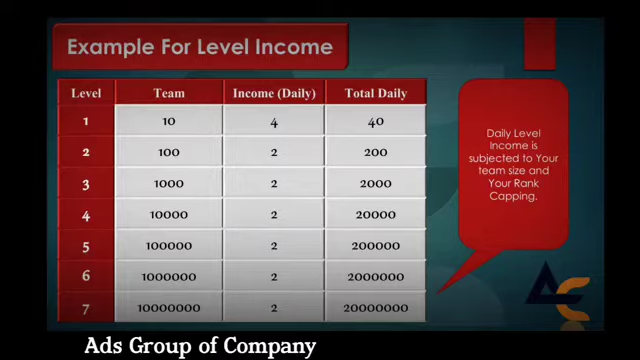 Example For Level Income
Level Team Income (Daily) Total Daily
1 10 4 40
2 100 2 200
3 1000 2 2000
4 10000 2 20000
5 100000 2 200000
6 1000000 2 2000000
7 10000000 2 20000000
Daily Level
Income is
subjected to Your
team size and
Your Rank
Capping.
Ads Group of Company